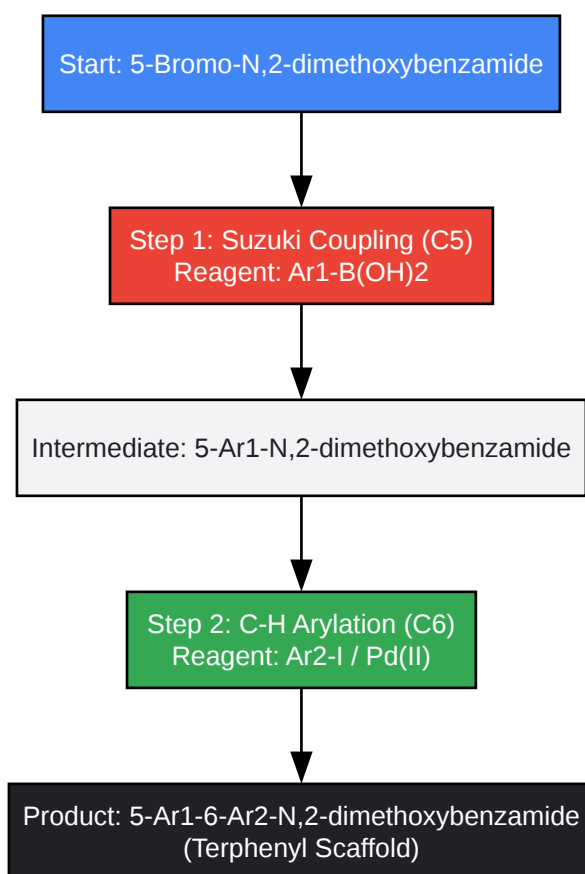 Start: 5-Bromo-N,2-dimethoxybenzamide
Step 1: Suzuki Coupling (C5)
Reagent: Ar1-B(OH)2
Intermediate: 5-Ar1-N,2-dimethoxybenzamide
Step 2: C-H Arylation (C6)
Reagent: Ar2-I / Pd(II)
Product: 5-Ar1-6-Ar2-N,2-dimethoxybenzamide
(Terphenyl Scaffold)